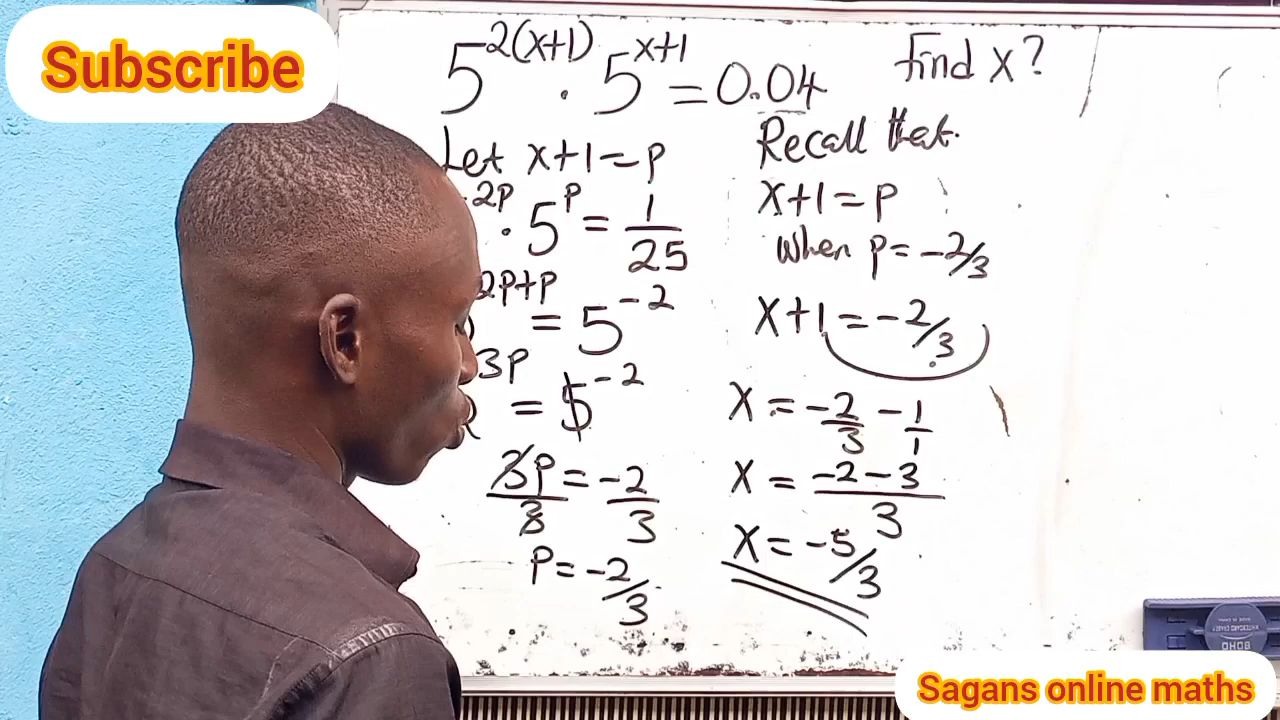 Subscribe
5^{2(x+1)} . 5^{x+1} = 0.04 Find x?
Let x+1=p
2p . 5^p = 1/25
2p+p = 5^{-2}
3p = 5^{-2}
3p/3 = -2/3
p = -2/3
Recall that.
x+1=p
When p = -2/3
x+1 = -2/3
x = -2/3 - 1/1
x = -2-3/3
x = -5/3
Sagans online maths